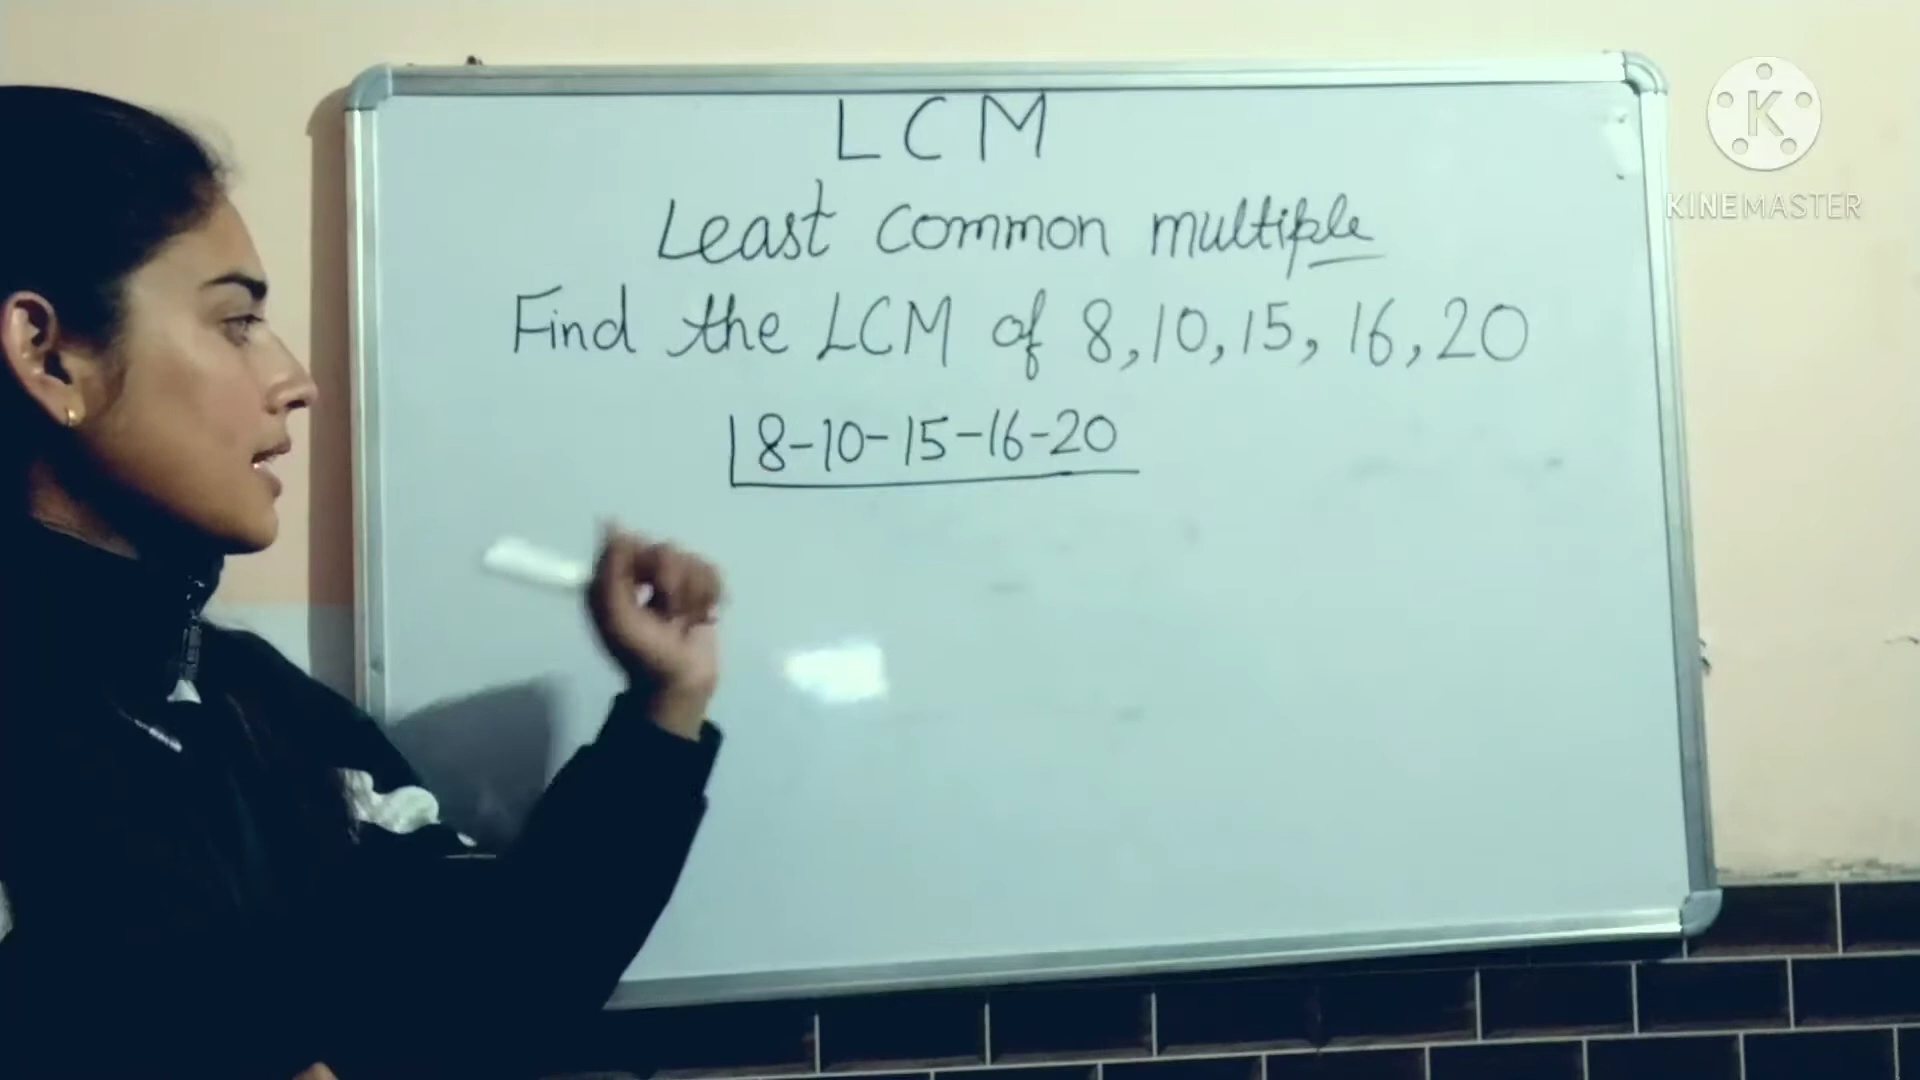 LCM
Least common multiple
Find the LCM of 8, 10, 15, 16, 20
8-10-15-16-20
K
KINEMASTER